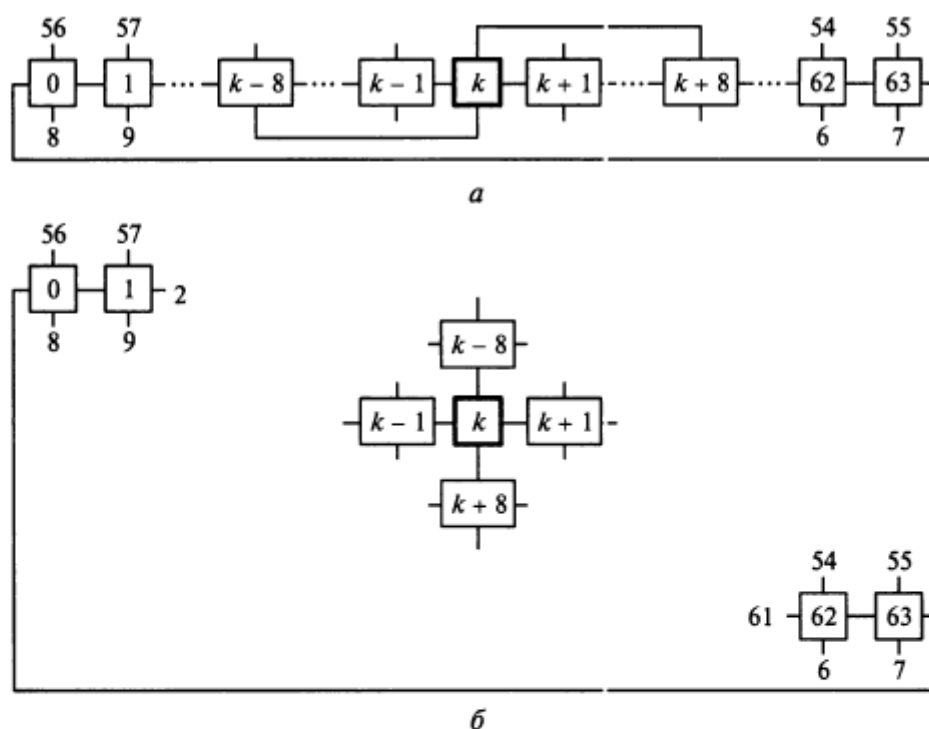 56 57 54 55
0 1 ..... k – 8 ..... k – 1 k k + 1 ..... k + 8 ..... 62 63
8 9 6 7
а
56 57
0 1 2
8 9
k – 8
k – 1 k k + 1
k + 8
54 55
61 62 63
6 7
б